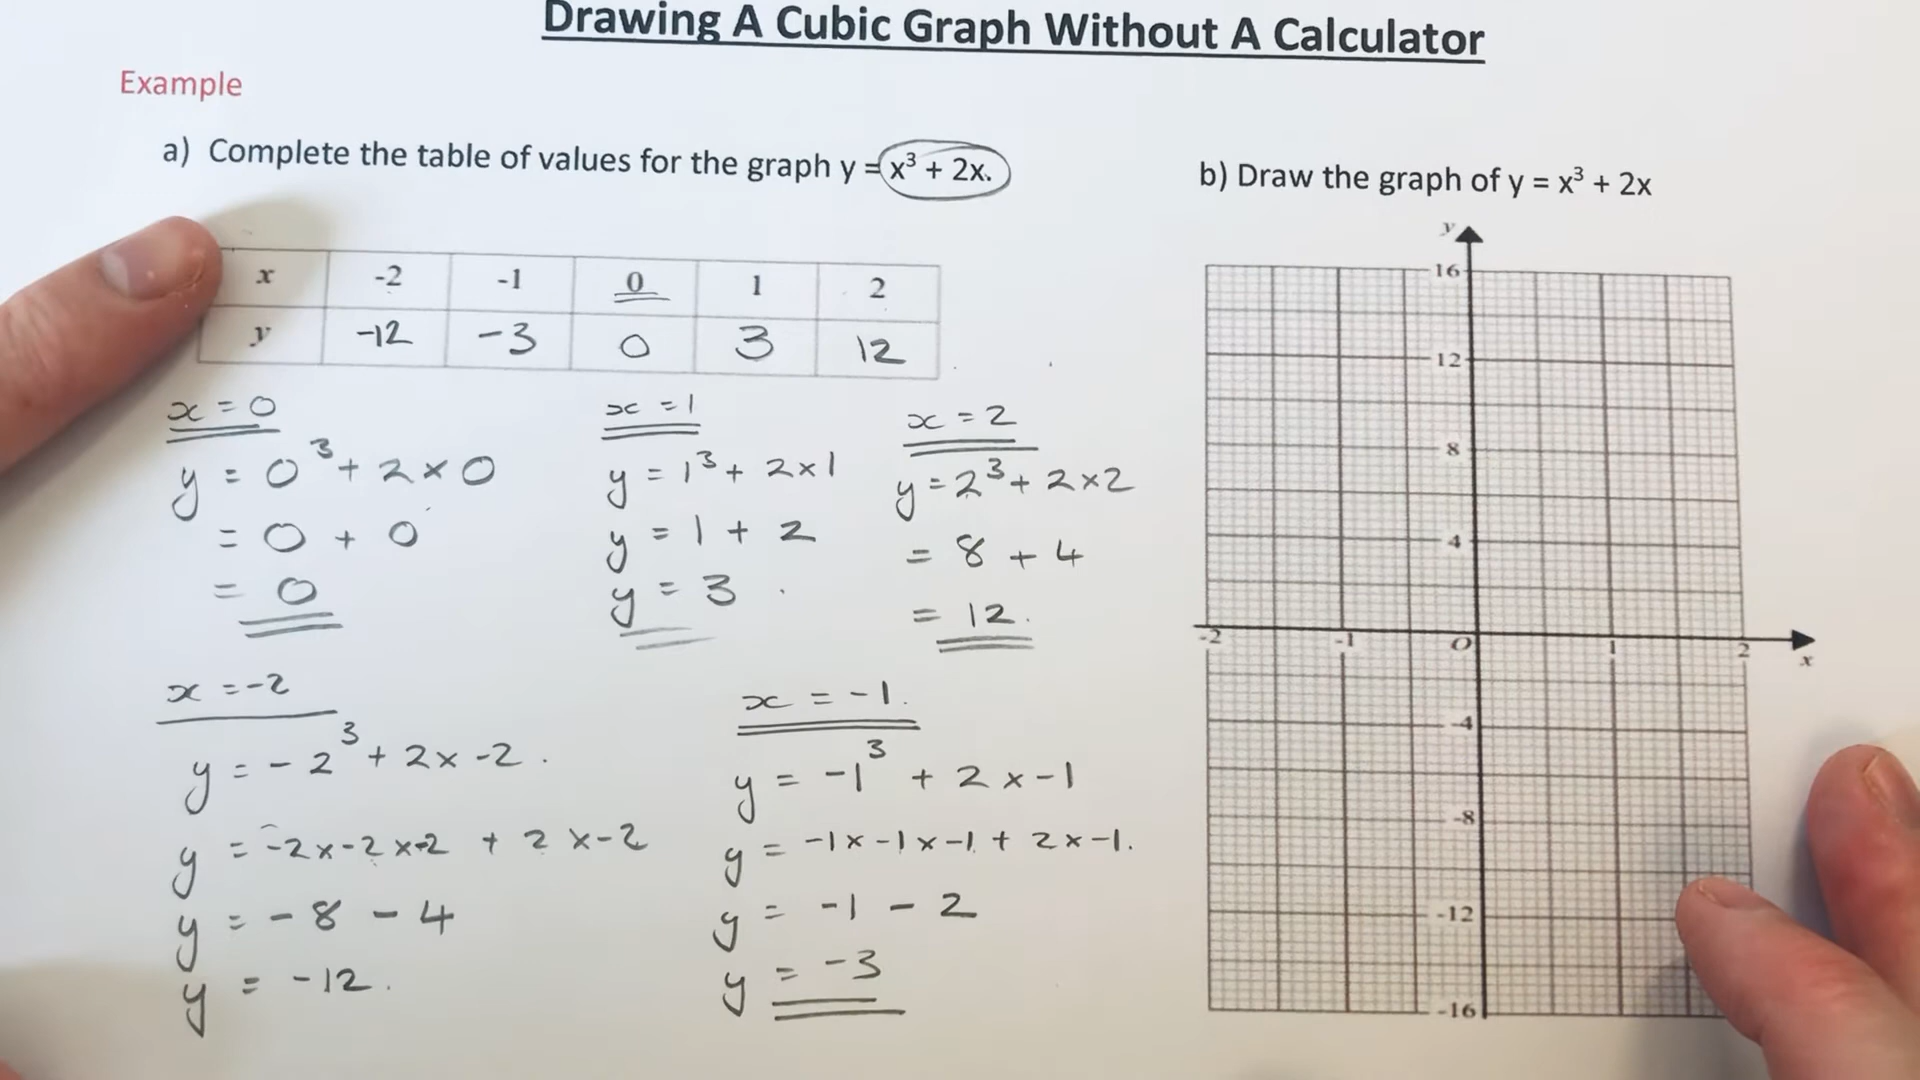 Drawing A Cubic Graph Without A Calculator
Example
a) Complete the table of values for the graph y = x³ + 2x.
x -2 -1 0 1 2
y -12 -3 0 3 12
x = 0
y = 0³ + 2 × 0
= 0 + 0
= 0
x = 1
y = 1³ + 2×1
y = 1 + 2
y = 3
x = 2
y = 2³ + 2×2
= 8 + 4
= 12.
x = -2
y = -2³ + 2× -2.
y = -2×-2×-2 + 2×-2
y = -8 - 4
y = -12.
x = -1.
y = -1³ + 2×-1
y = -1×-1×-1 + 2×-1.
y = -1 - 2
y = -3
b) Draw the graph of y = x³ + 2x
y
16
12
8
4
-2 -1 O 1 2 x
-4
-8
-12
-16